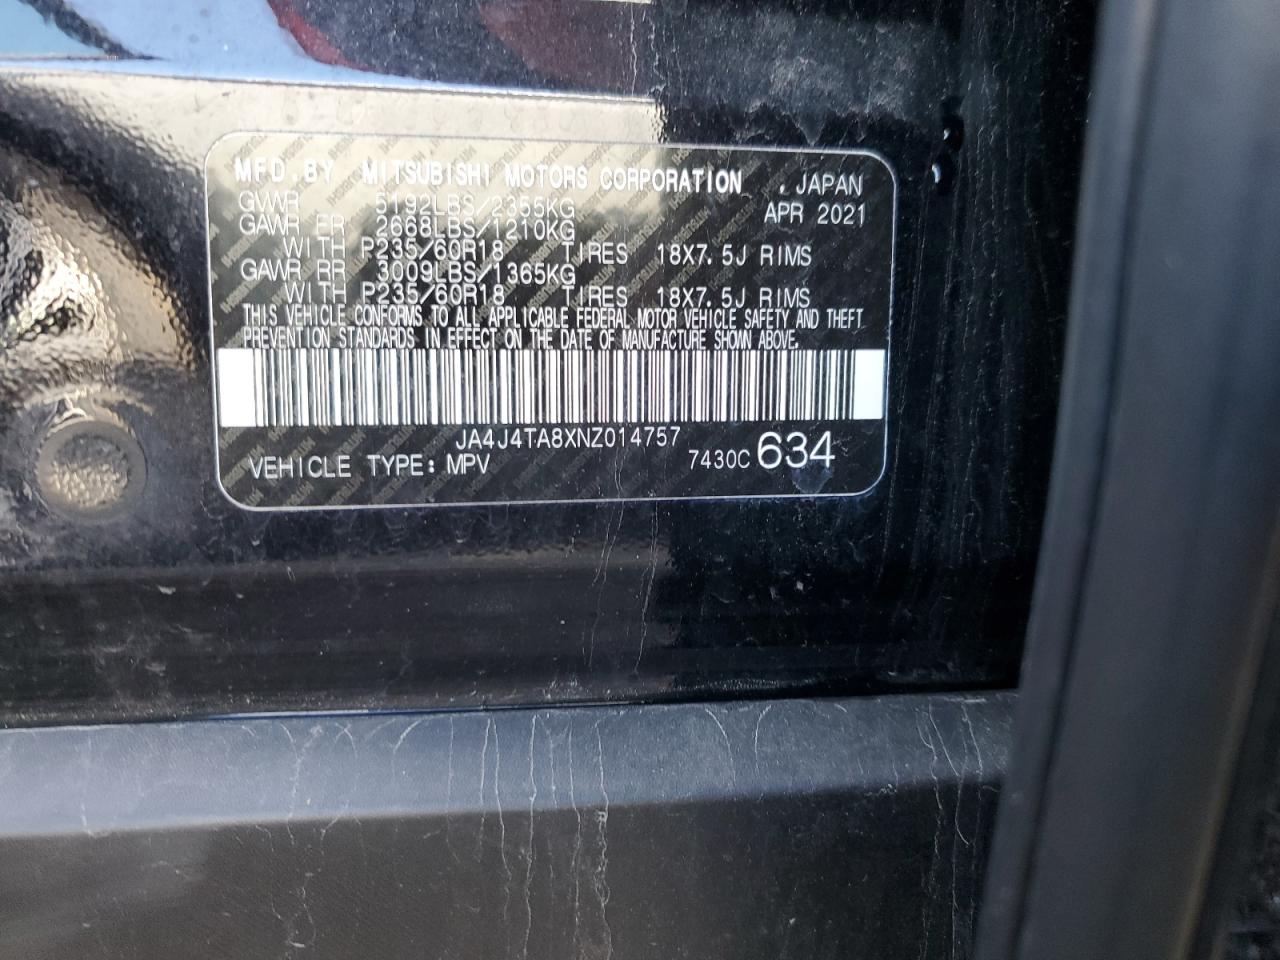 MFD.BY MITSUBISHI MOTORS CORPORATION , JAPAN
GVWR 5192LBS/2355KG APR 2021
GAWR FR 2668LBS/1210KG
WITH P235/60R18 TIRES 18X7.5J RIMS
GAWR RR 3009LBS/1365KG
WITH P235/60R18 TIRES 18X7.5J RIMS
THIS VEHICLE CONFORMS TO ALL APPLICABLE FEDERAL MOTOR VEHICLE SAFETY AND THEFT
PREVENTION STANDARDS IN EFFECT ON THE DATE OF MANUFACTURE SHOWN ABOVE.
JA4J4TA8XNZ014757
VEHICLE TYPE: MPV 7430C 634